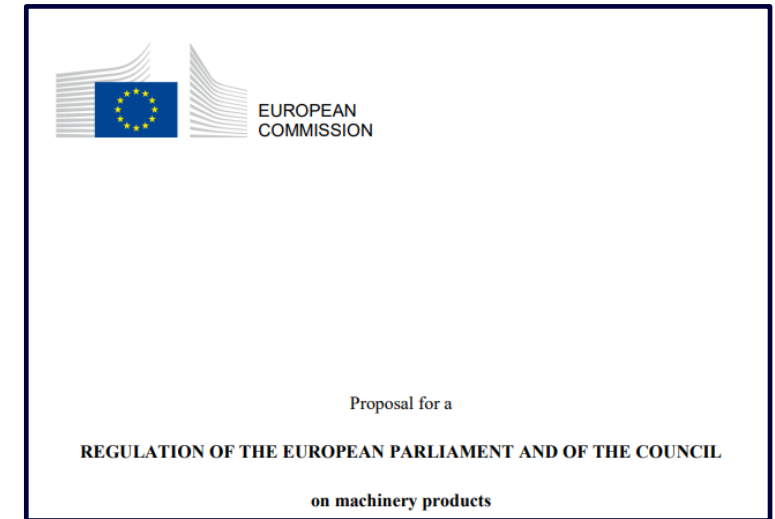 EUROPEAN
COMMISSION
Proposal for a
REGULATION OF THE EUROPEAN PARLIAMENT AND OF THE COUNCIL
on machinery products